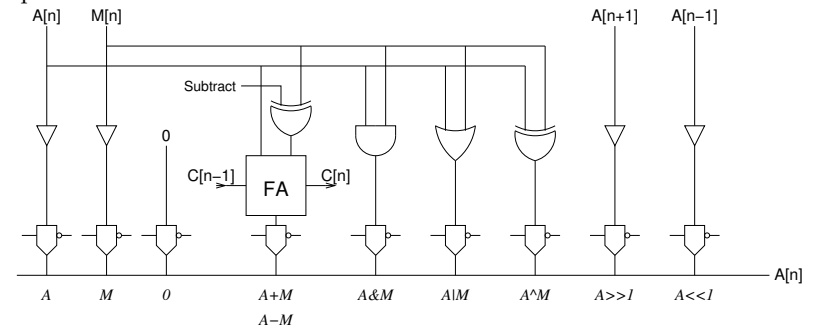 A[n] M[n] A[n+1] A[n−1]
Subtract
0
C[n−1] FA C[n]
A[n]
A M 0 A+M A&M A|M A^M A>>1 A<<1
A−M